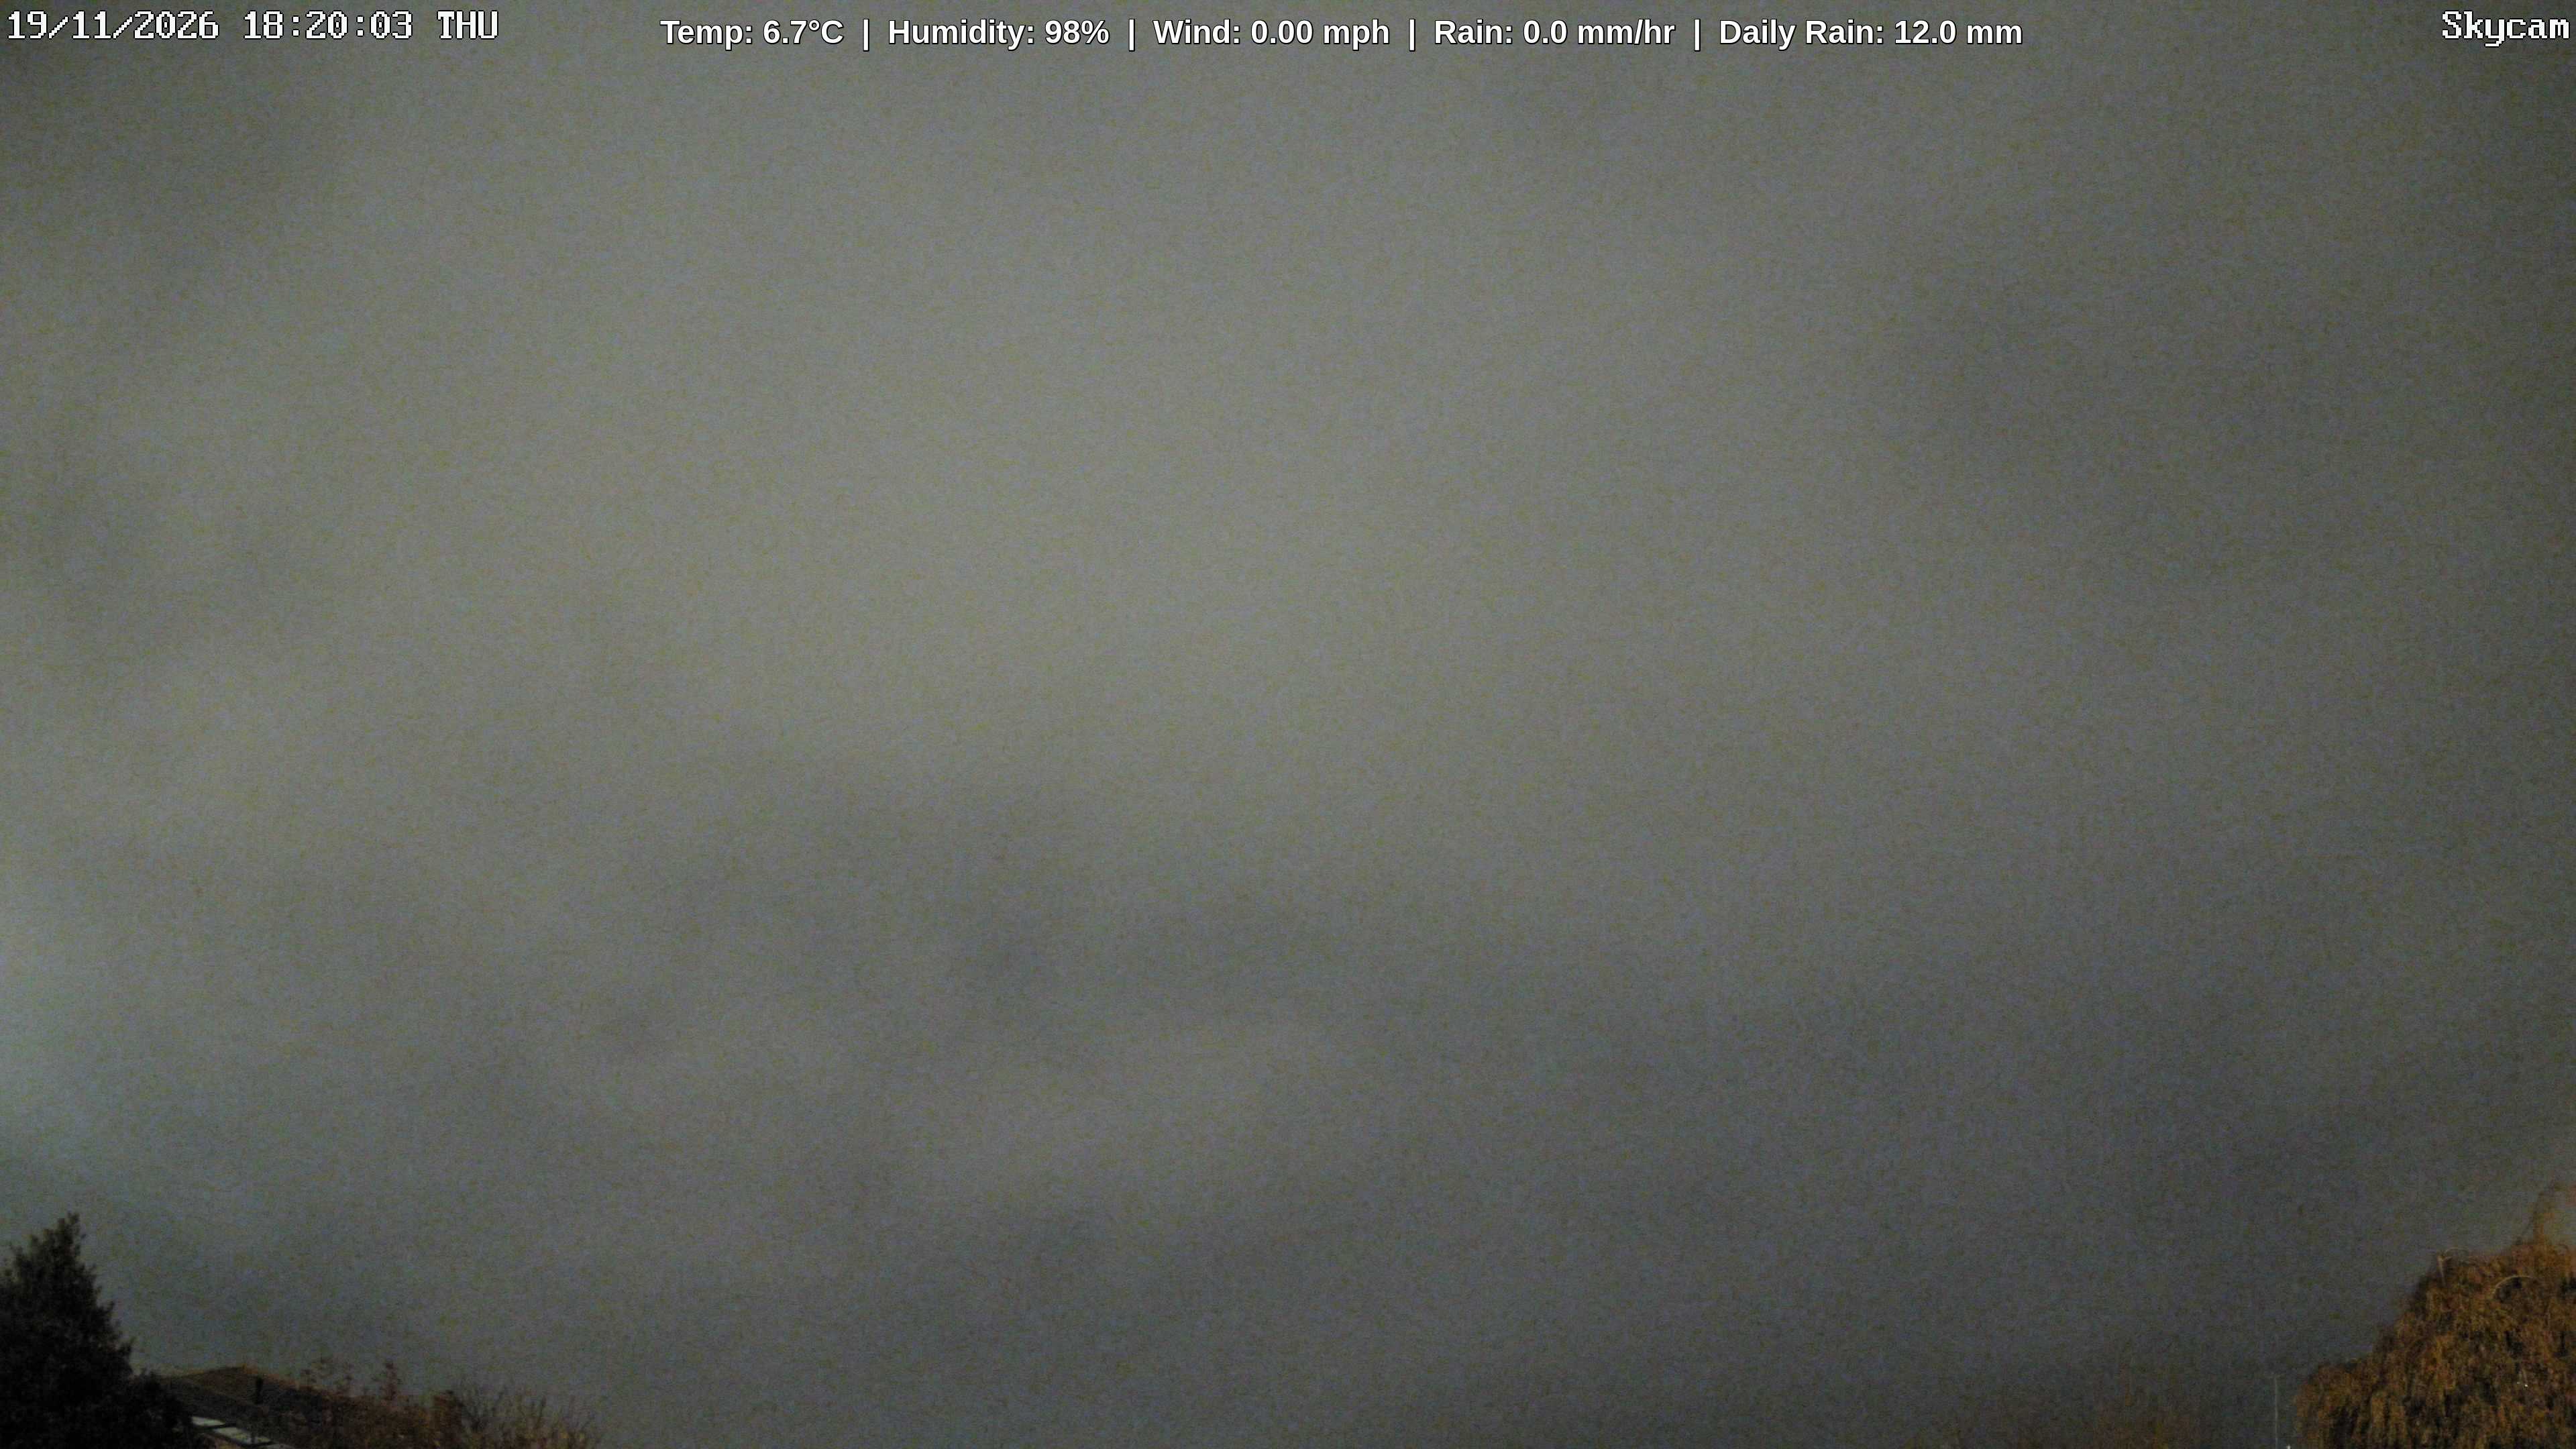 19/11/2026 18:20:03 THU
Temp: 6.7°C | Humidity: 98% | Wind: 0.00 mph | Rain: 0.0 mm/hr | Daily Rain: 12.0 mm
Skycam